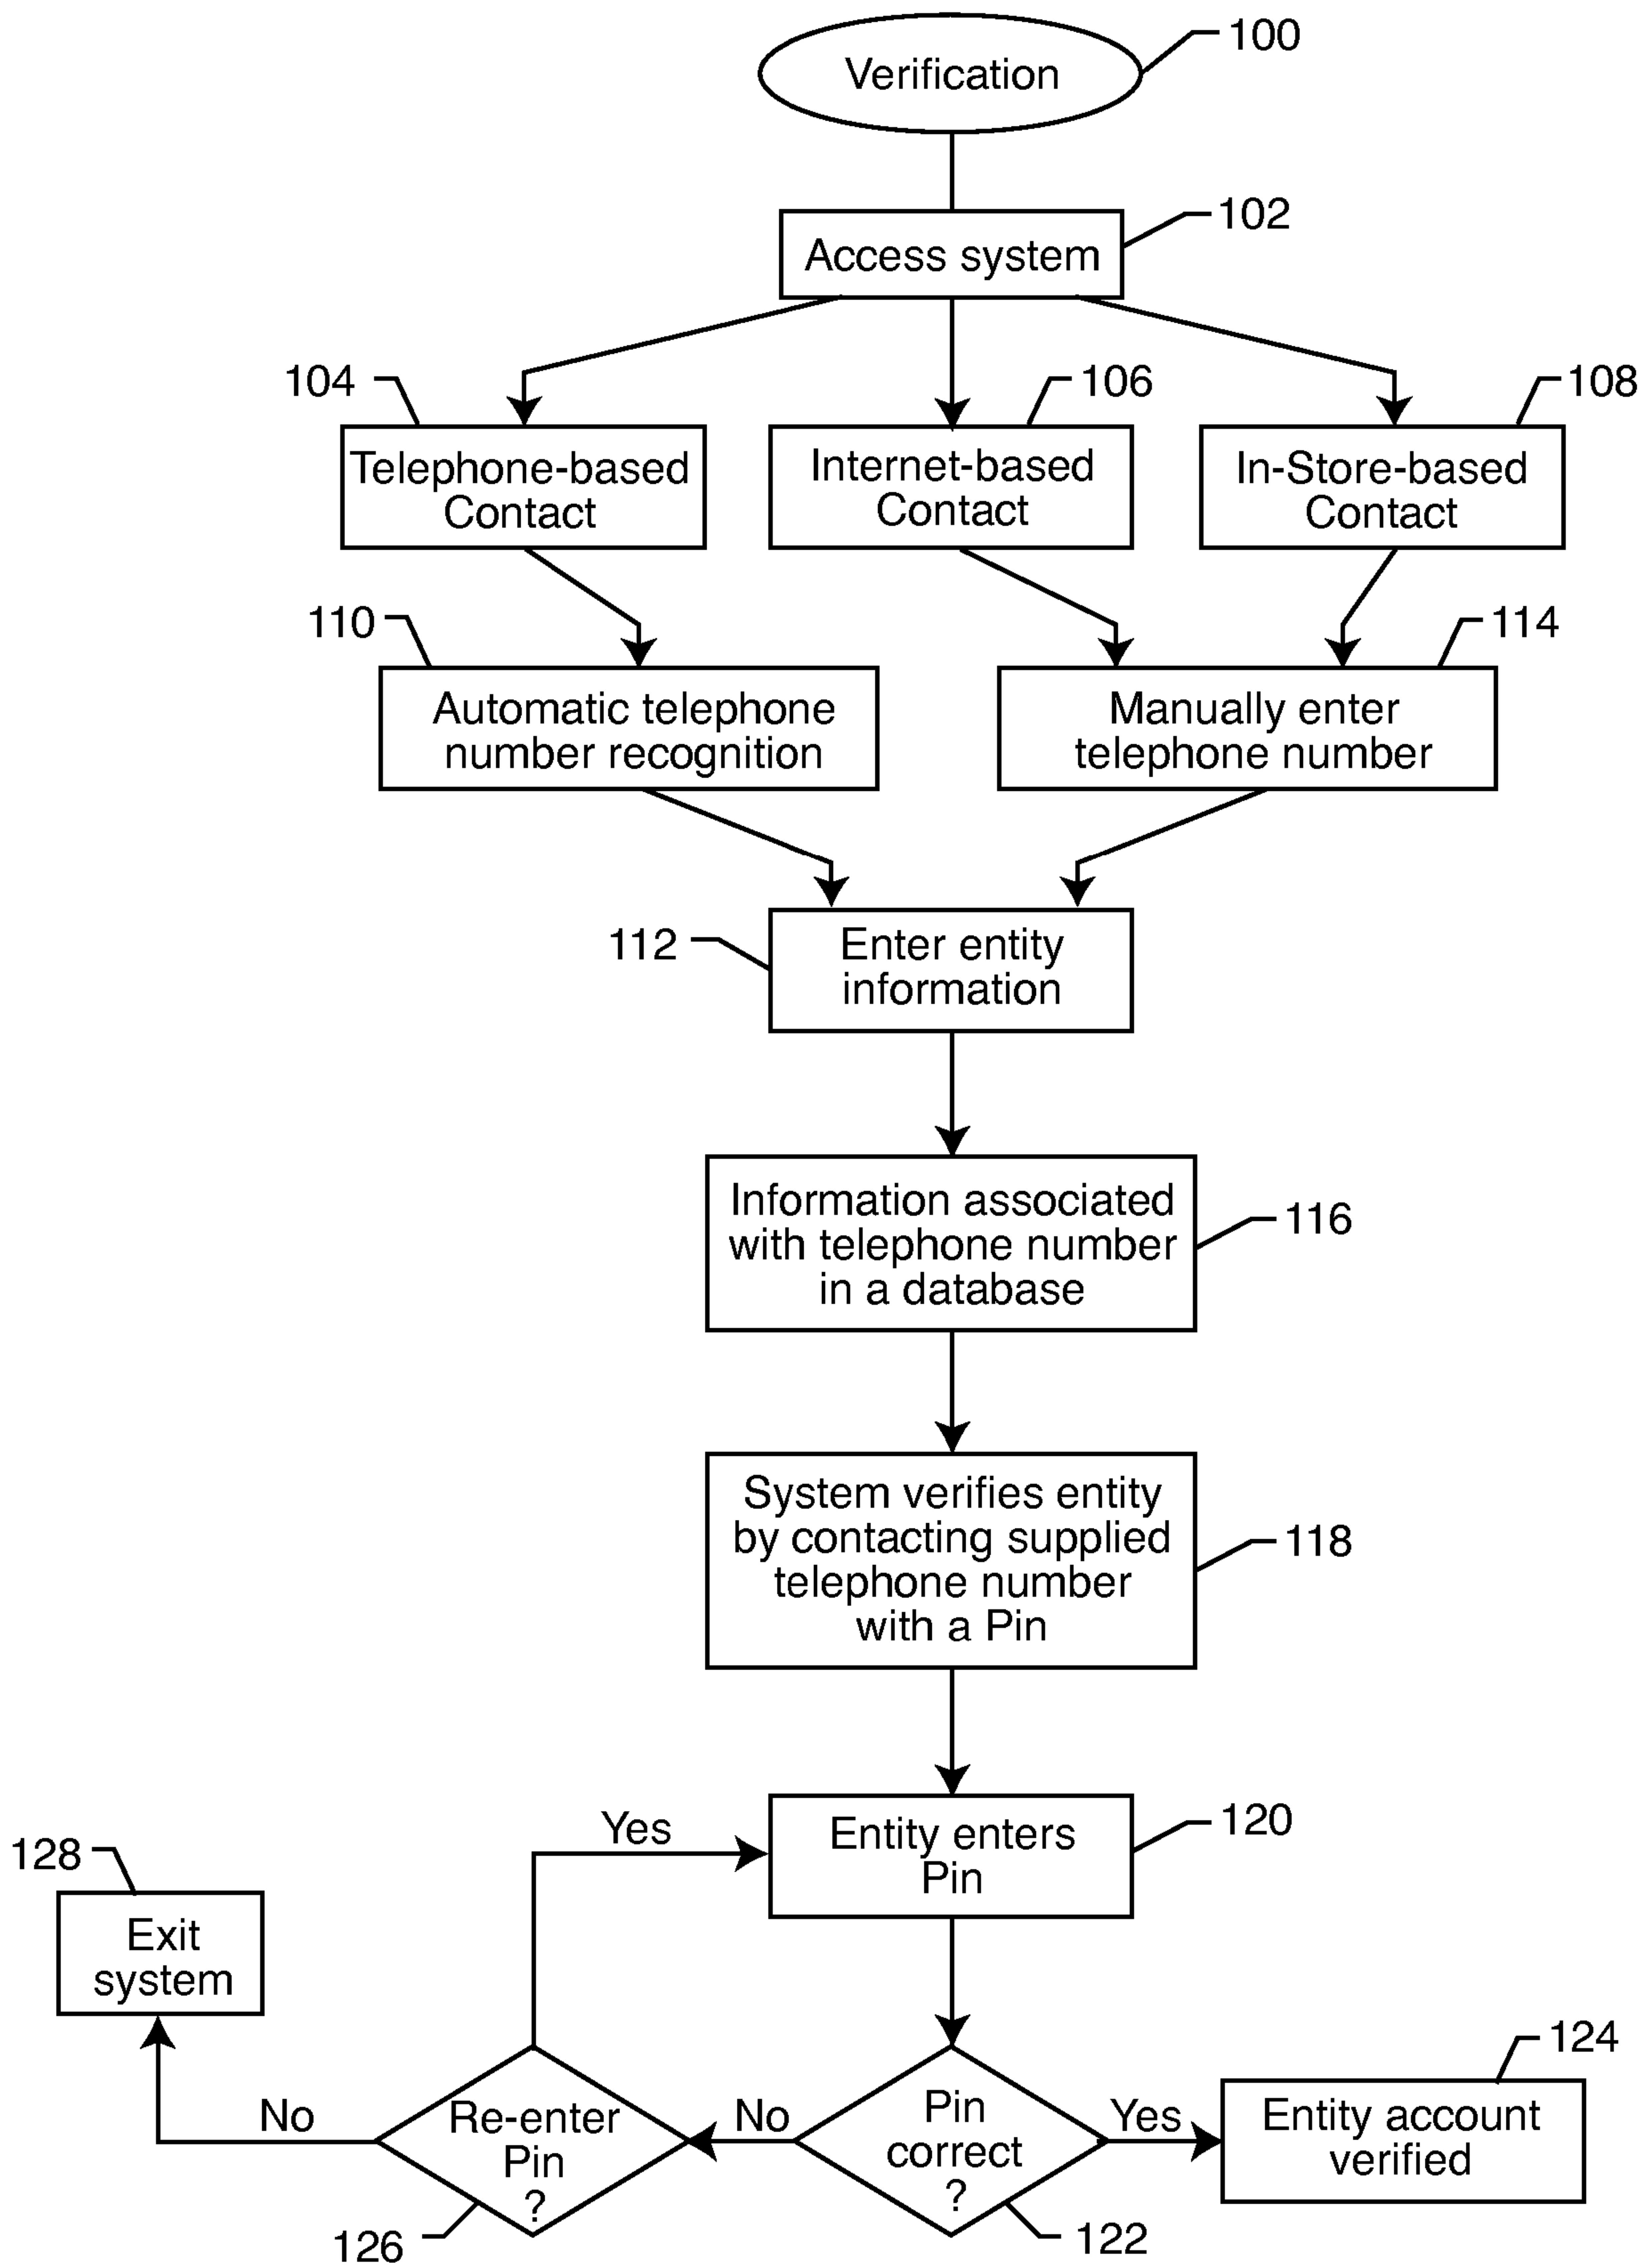 100
Verification
102
Access system
104
106
108
Telephone-based
Contact
Internet-based
Contact
In-Store-based
Contact
110
114
Automatic telephone
number recognition
Manually enter
telephone number
112
Enter entity
information
Information associated
with telephone number
in a database
116
System verifies entity
by contacting supplied
telephone number
with a Pin
118
Yes
Entity enters
Pin
120
128
Exit
system
124
No
Re-enter
Pin
?
No
Pin
correct
?
Yes
Entity account
verified
126
122